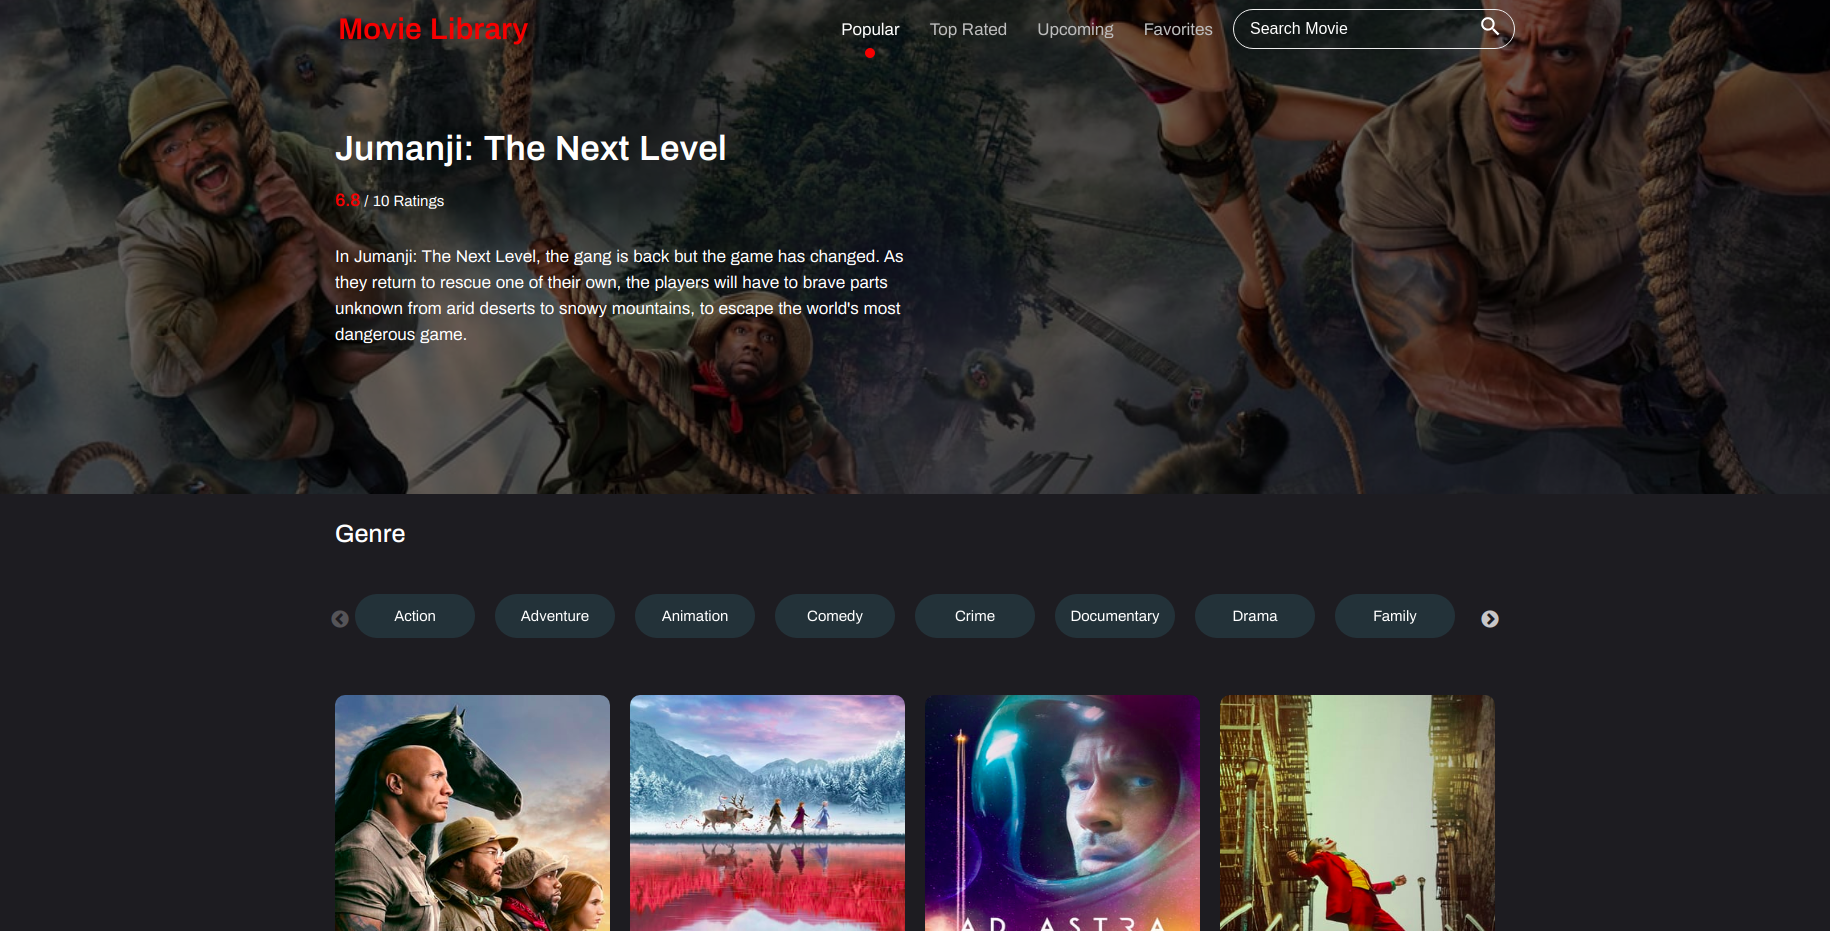 Movie Library
Popular
Top Rated
Upcoming
Favorites
Search Movie
Jumanji: The Next Level
6.8 / 10 Ratings
In Jumanji: The Next Level, the gang is back but the game has changed. As
they return to rescue one of their own, the players will have to brave parts
unknown from arid deserts to snowy mountains, to escape the world's most
dangerous game.
Genre
Action
Adventure
Animation
Comedy
Crime
Documentary
Drama
Family
AD ASTRA